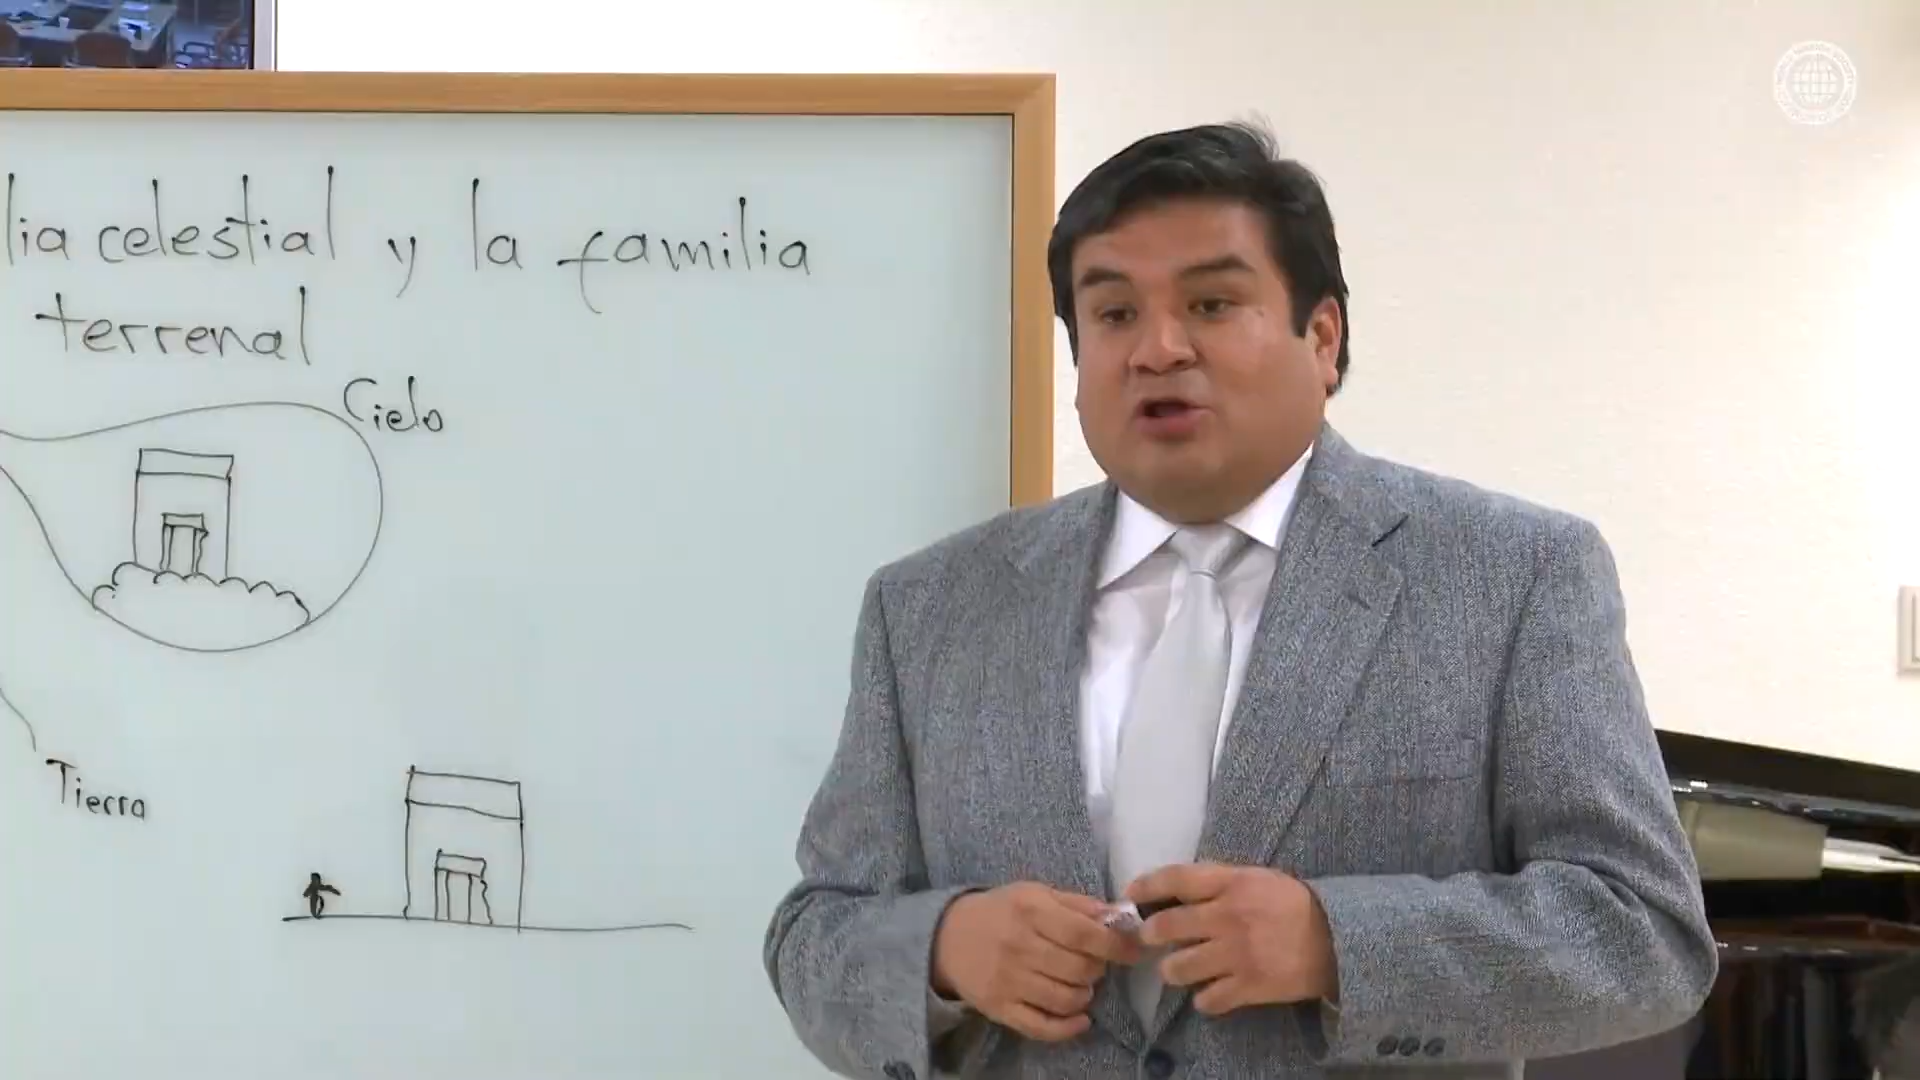 lia celestial y la familia
terrenal
Cielo
Tierra